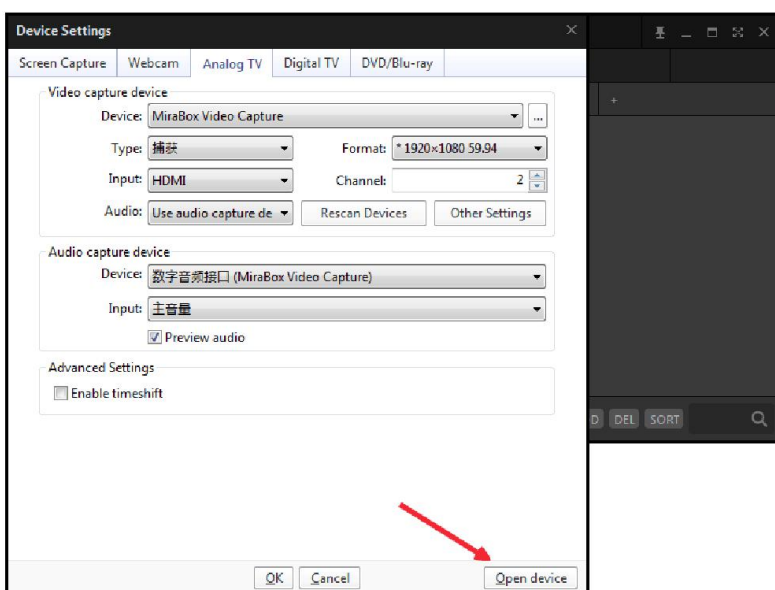 Device Settings
Screen Capture Webcam Analog TV Digital TV DVD/Blu-ray
Video capture device
Device: MiraBox Video Capture ...
Type: 捕获 Format: * 1920×1080 59.94
Input: HDMI Channel: 2
Audio: Use audio capture de Rescan Devices Other Settings
Audio capture device
Device: 数字音频接口 (MiraBox Video Capture)
Input: 主音量
Preview audio
Advanced Settings
Enable timeshift
D DEL SORT
OK Cancel Open device